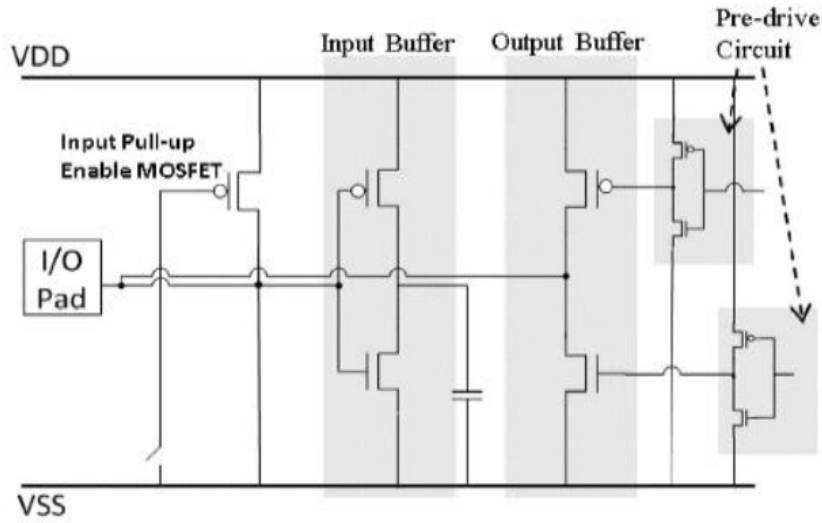 Pre-drive
Circuit
Input Buffer
Output Buffer
VDD
Input Pull-up
Enable MOSFET
I/O
Pad
VSS